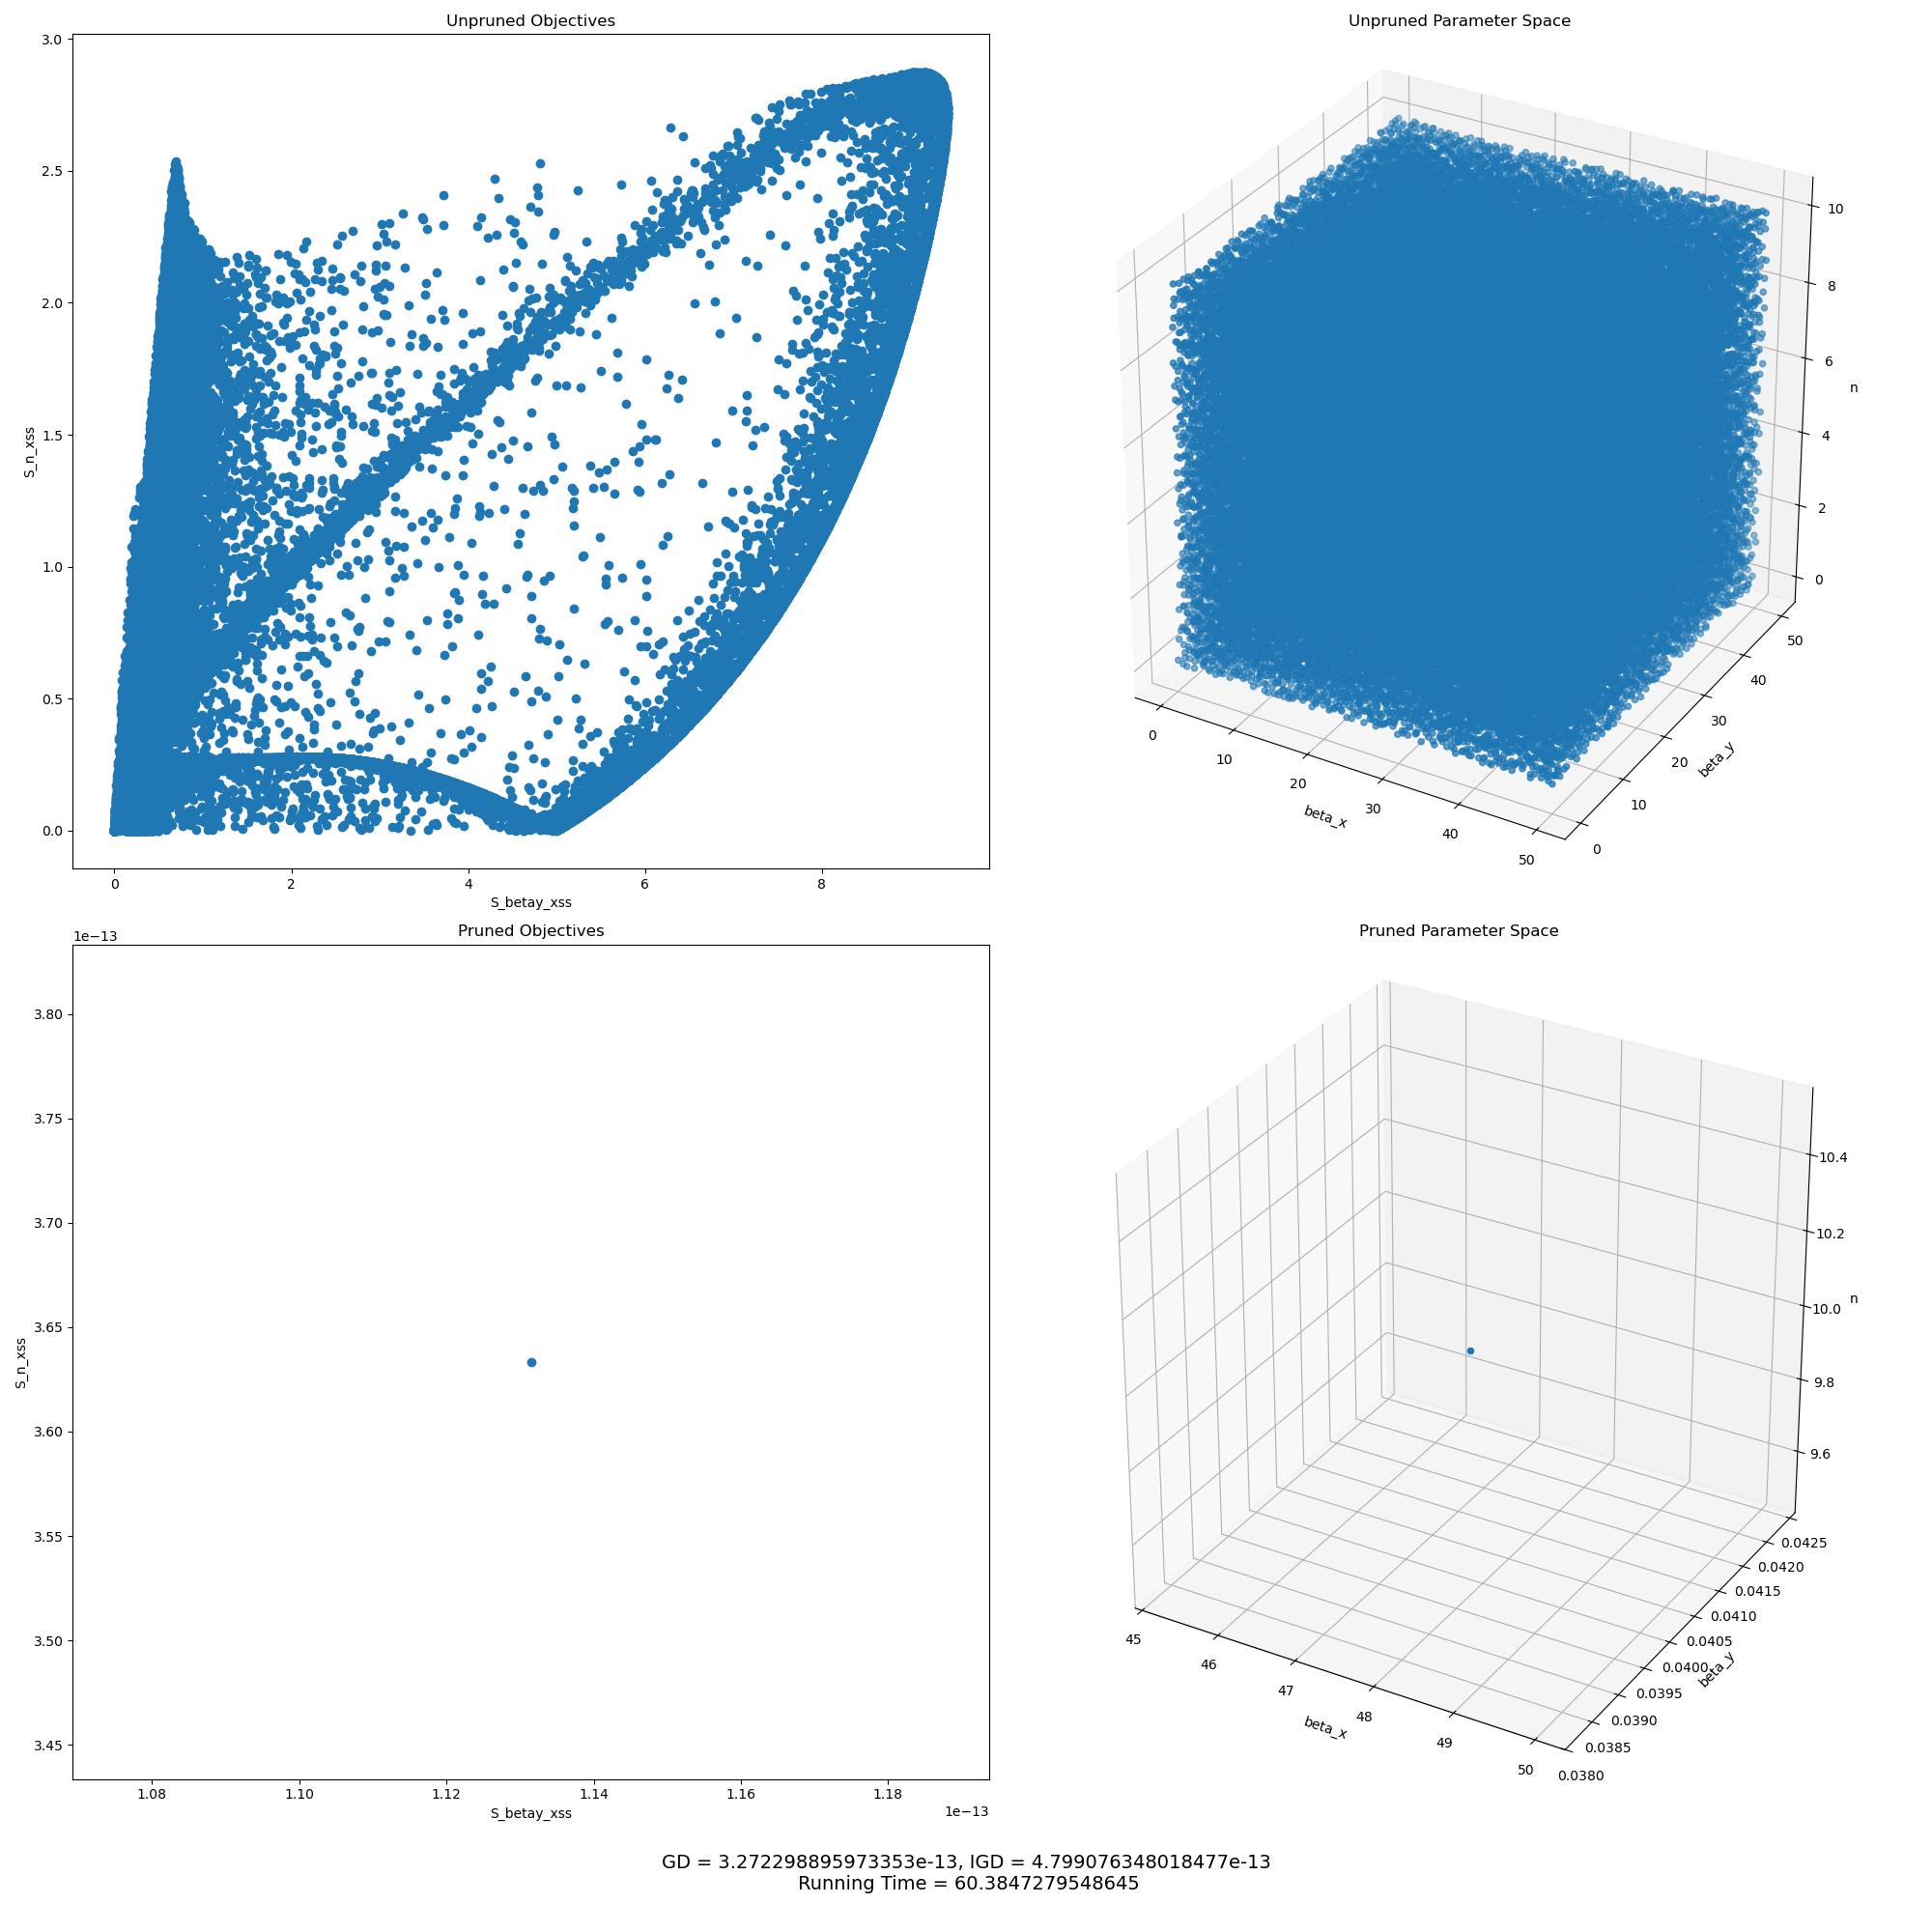 Unpruned Objectives
3.0
2.5
2.0
1.5
1.0
0.5
0.0
S_n_xss
0 2 4 6 8
S_betay_xss
Unpruned Parameter Space
10
8
6
4
2
0
n
0 10 20 30 40 50
beta_x
0 10 20 30 40 50
beta_y
Pruned Objectives
1e−13
3.80
3.75
3.70
3.65
3.60
3.55
3.50
3.45
S_n_xss
1.08 1.10 1.12 1.14 1.16 1.18
1e−13
S_betay_xss
Pruned Parameter Space
10.4
10.2
10.0
9.8
9.6
n
45 46 47 48 49 50
beta_x
0.0425
0.0420
0.0415
0.0410
0.0405
0.0400
0.0395
0.0390
0.0385
0.0380
beta_y
GD = 3.272298895973353e-13, IGD = 4.799076348018477e-13
Running Time = 60.3847279548645